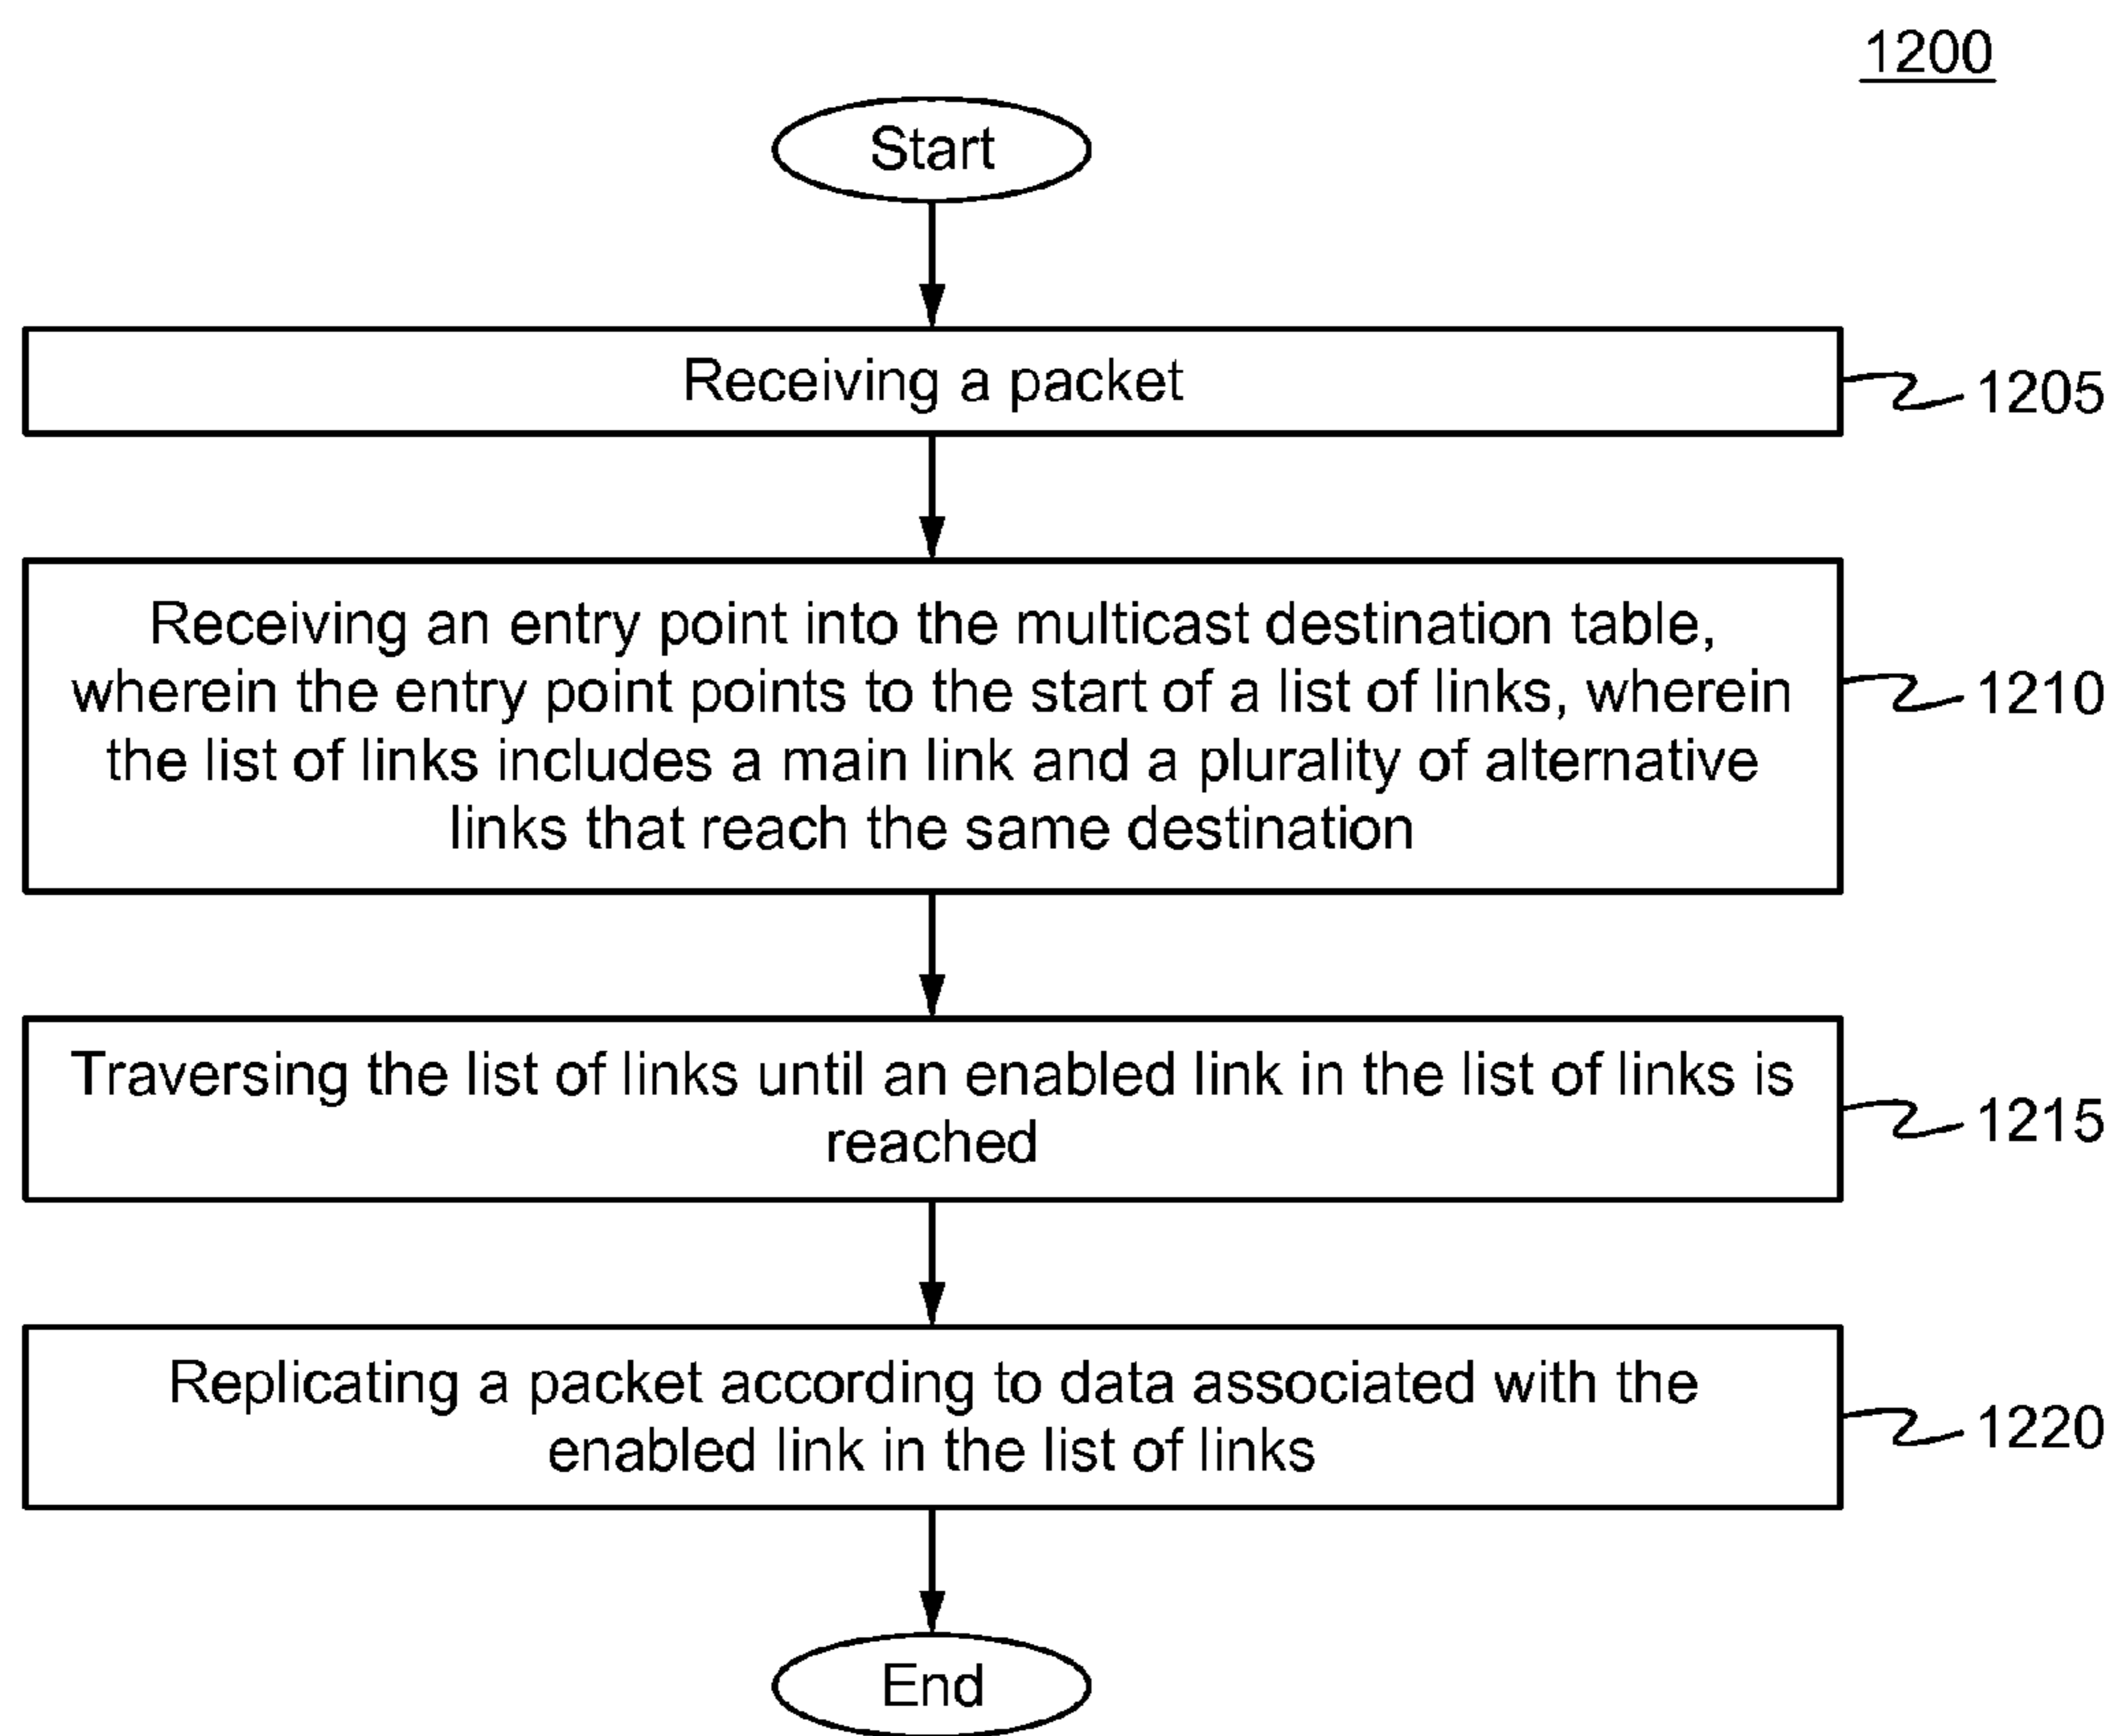 1200
Start
Receiving a packet
1205
Receiving an entry point into the multicast destination table,
wherein the entry point points to the start of a list of links, wherein
the list of links includes a main link and a plurality of alternative
links that reach the same destination
1210
Traversing the list of links until an enabled link in the list of links is
reached
1215
Replicating a packet according to data associated with the
enabled link in the list of links
1220
End